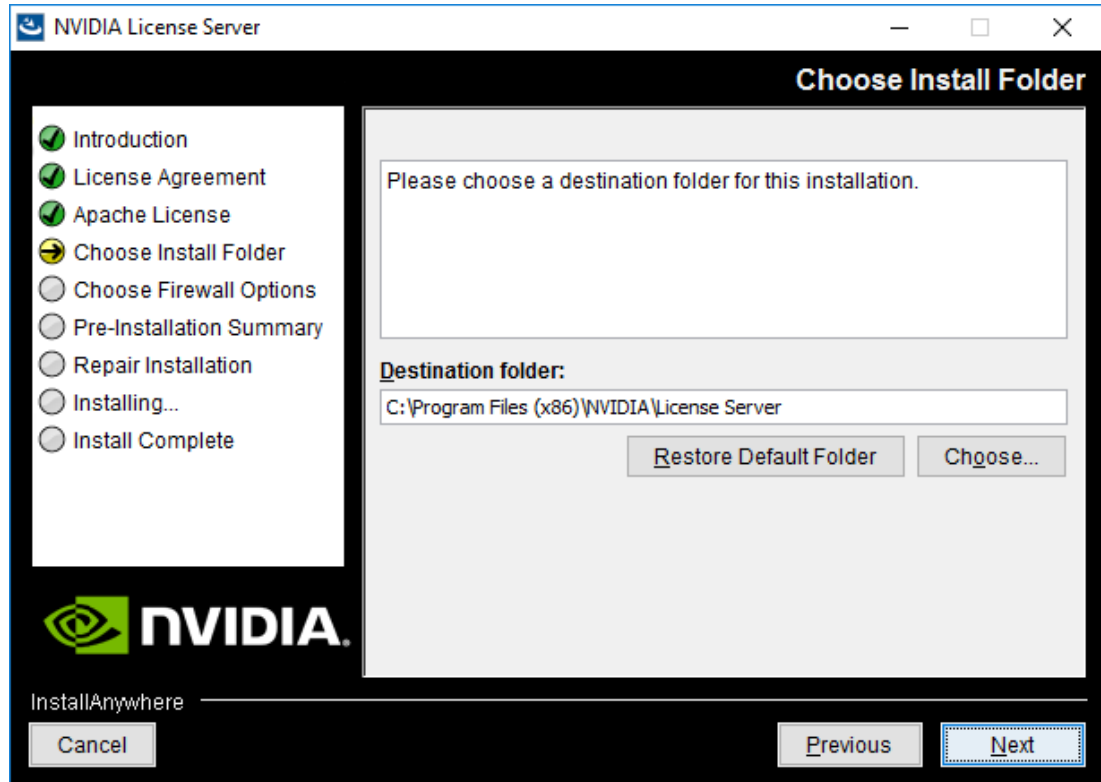 NVIDIA License Server
Choose Install Folder
Introduction
License Agreement
Apache License
Choose Install Folder
Choose Firewall Options
Pre-Installation Summary
Repair Installation
Installing...
Install Complete
Please choose a destination folder for this installation.
Destination folder:
C:\Program Files (x86)\NVIDIA\License Server
Restore Default Folder
Choose...
NVIDIA.
InstallAnywhere
Cancel
Previous
Next